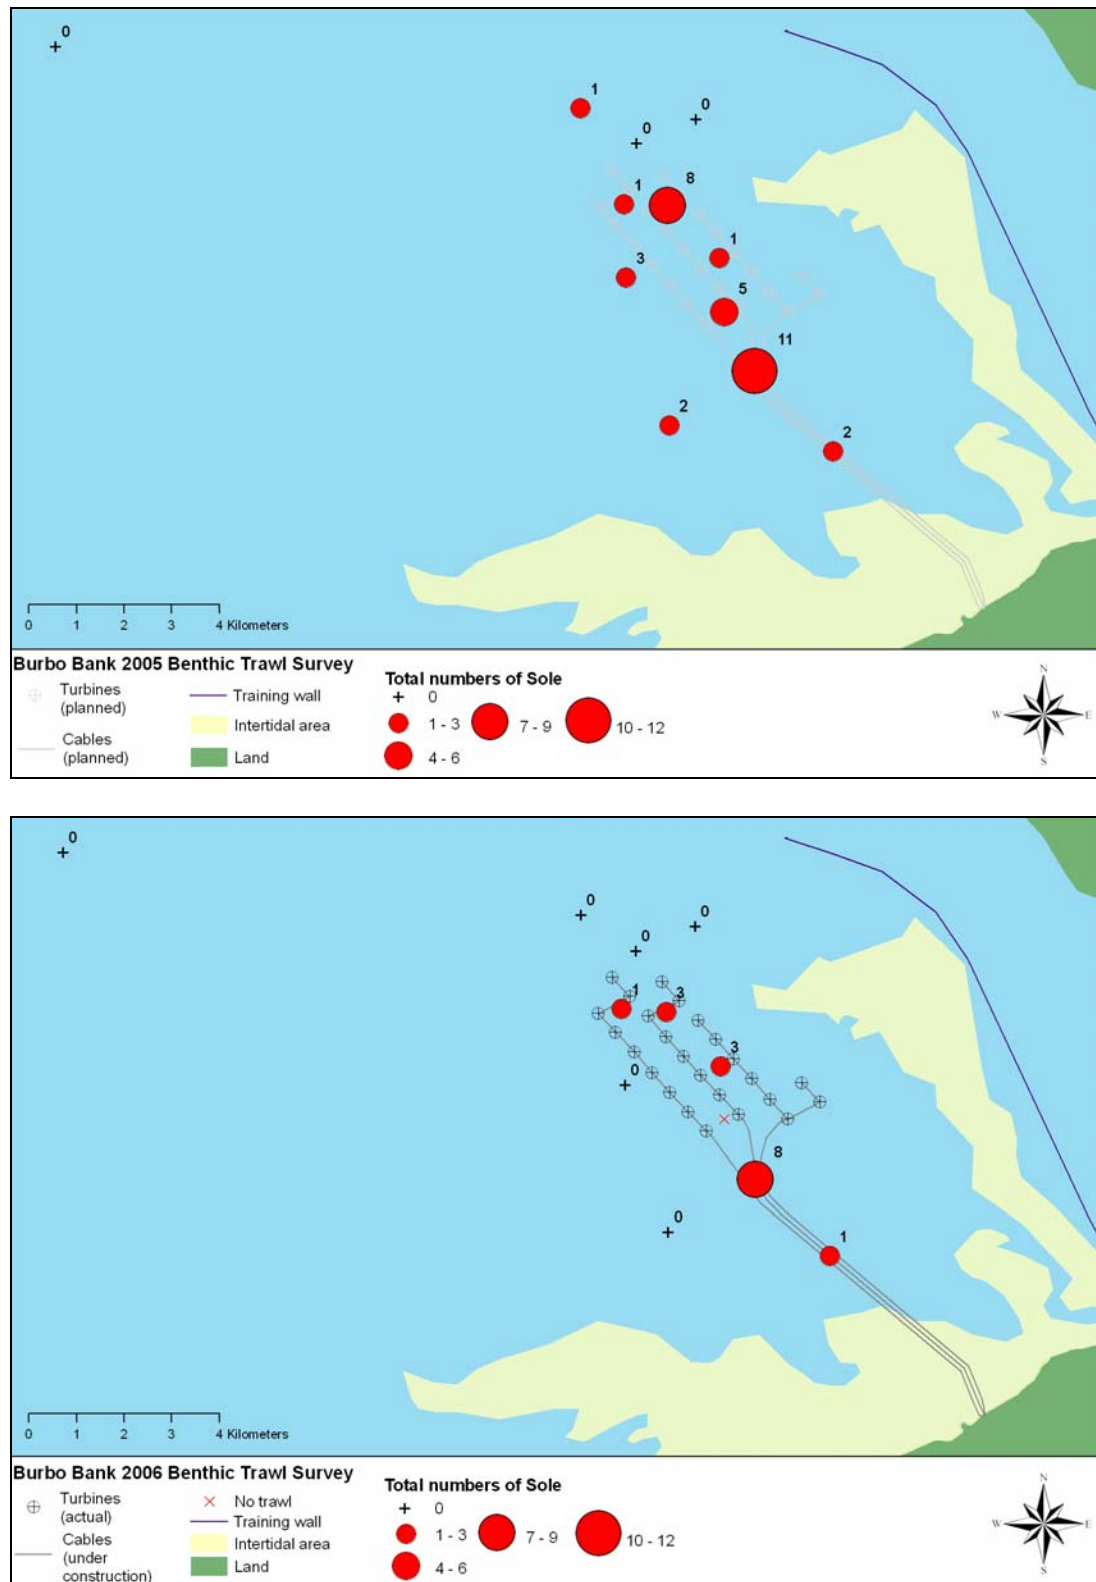 0
1
0
0
1
8
1
3
5
11
2
2
0 1 2 3 4 Kilometers
Burbo Bank 2005 Benthic Trawl Survey
Turbines
(planned)
Cables
(planned)
Training wall
Intertidal area
Land
Total numbers of Sole
0
1 - 3
7 - 9
10 - 12
4 - 6
N
W
E
S
0
0
0
0
1
3
3
0
8
0
1
0 1 2 3 4 Kilometers
Burbo Bank 2006 Benthic Trawl Survey
Turbines
(actual)
Cables
(under
construction)
No trawl
Training wall
Intertidal area
Land
Total numbers of Sole
0
1 - 3
7 - 9
10 - 12
4 - 6
N
W
E
S